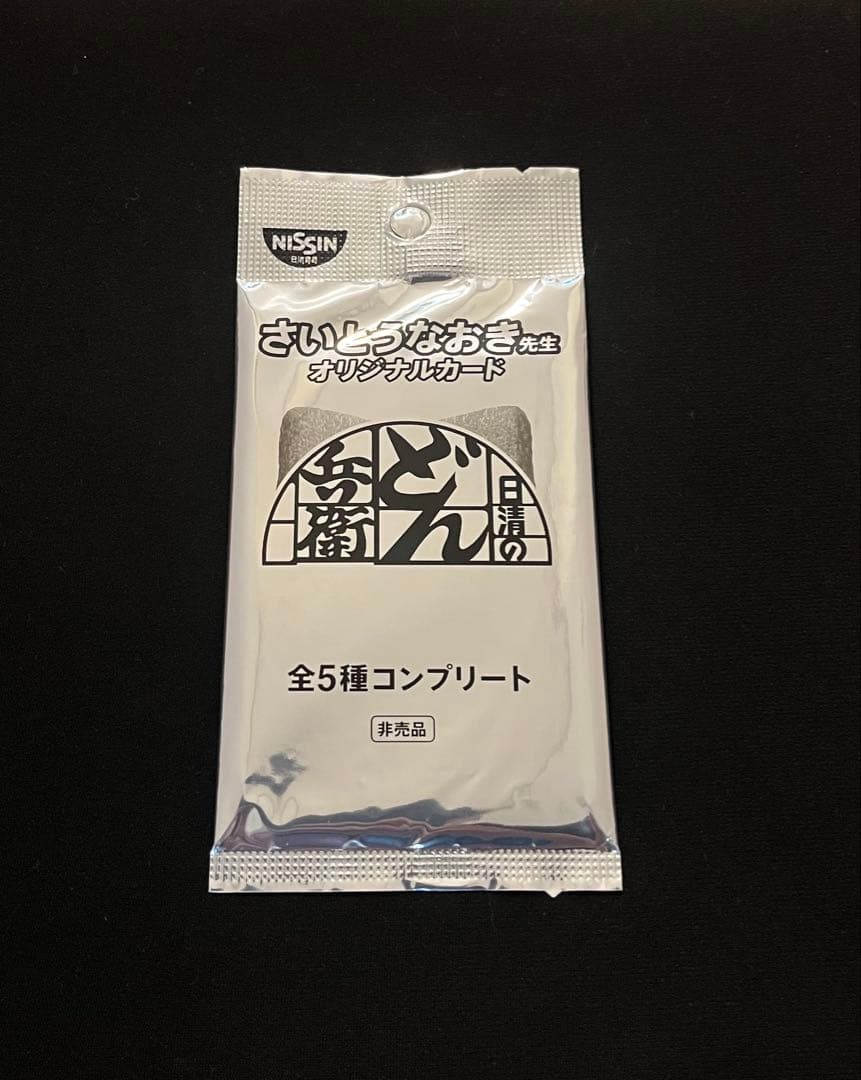 NISSIN
さいとうなおき先生
オリジナルカード
日清の
どん
兵衛
全5種コンプリート
非売品